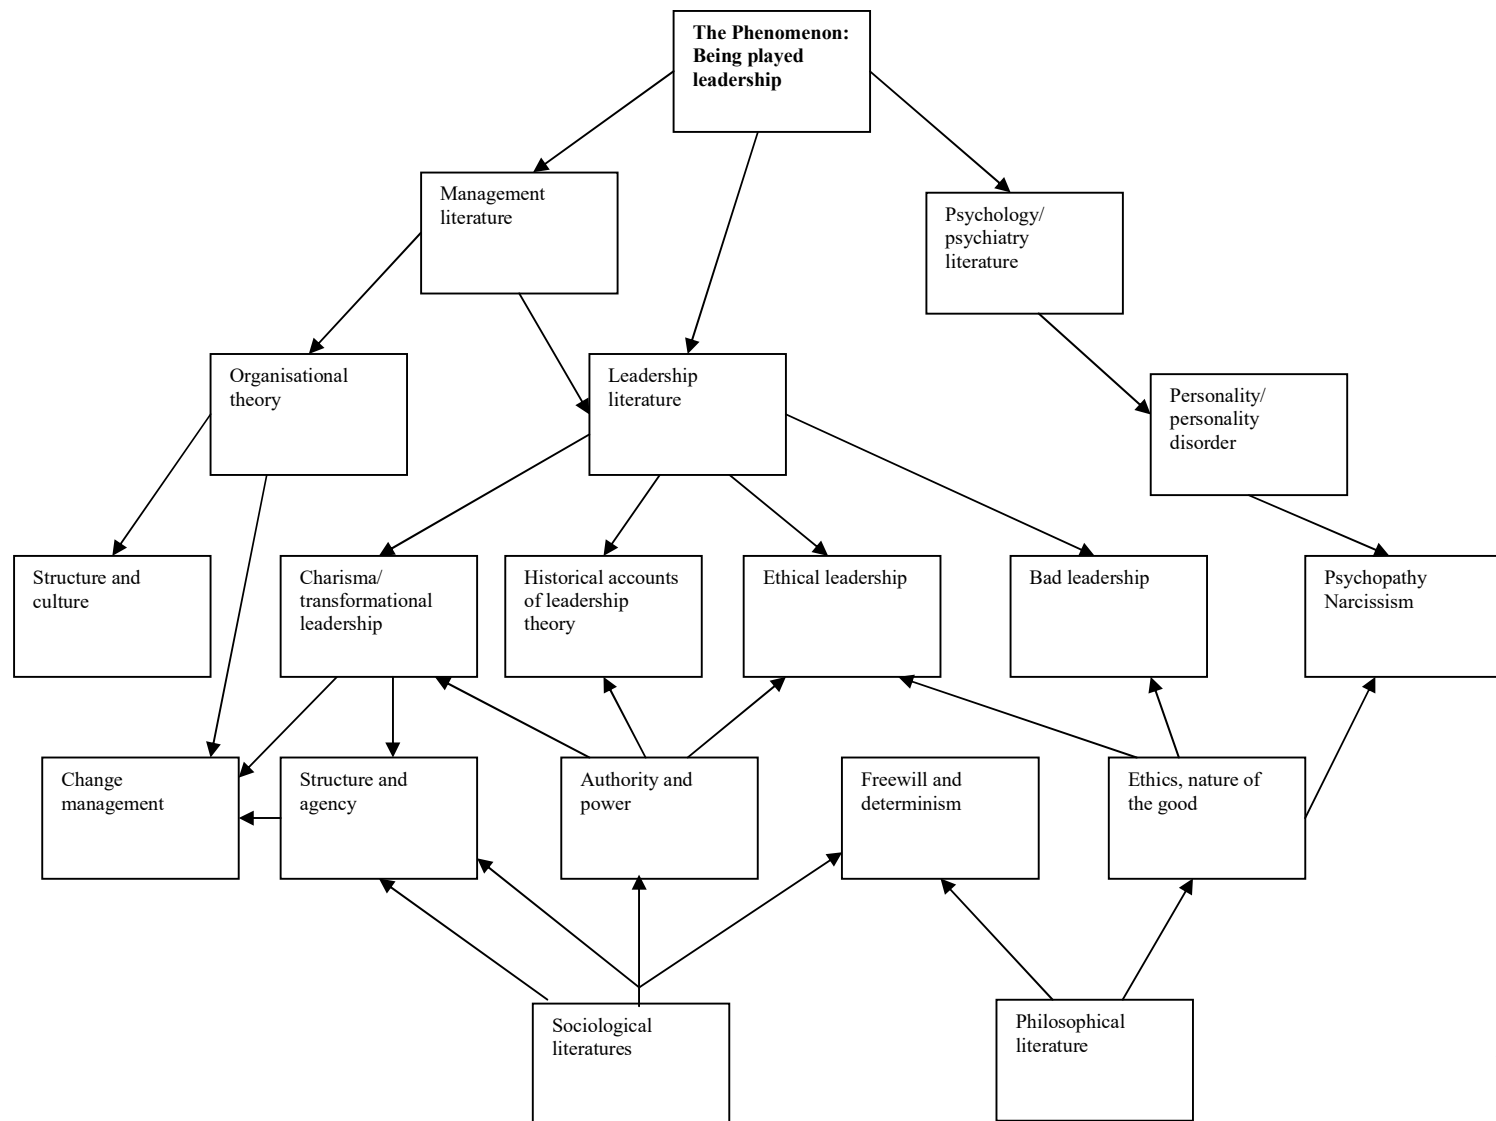 The Phenomenon:
Being played
leadership
Management
literature
Psychology/
psychiatry
literature
Organisational
theory
Leadership
literature
Personality/
personality
disorder
Structure and
culture
Charisma/
transformational
leadership
Historical accounts
of leadership
theory
Ethical leadership
Bad leadership
Psychopathy
Narcissism
Change
management
Structure and
agency
Authority and
power
Freewill and
determinism
Ethics, nature of
the good
Sociological
literatures
Philosophical
literature